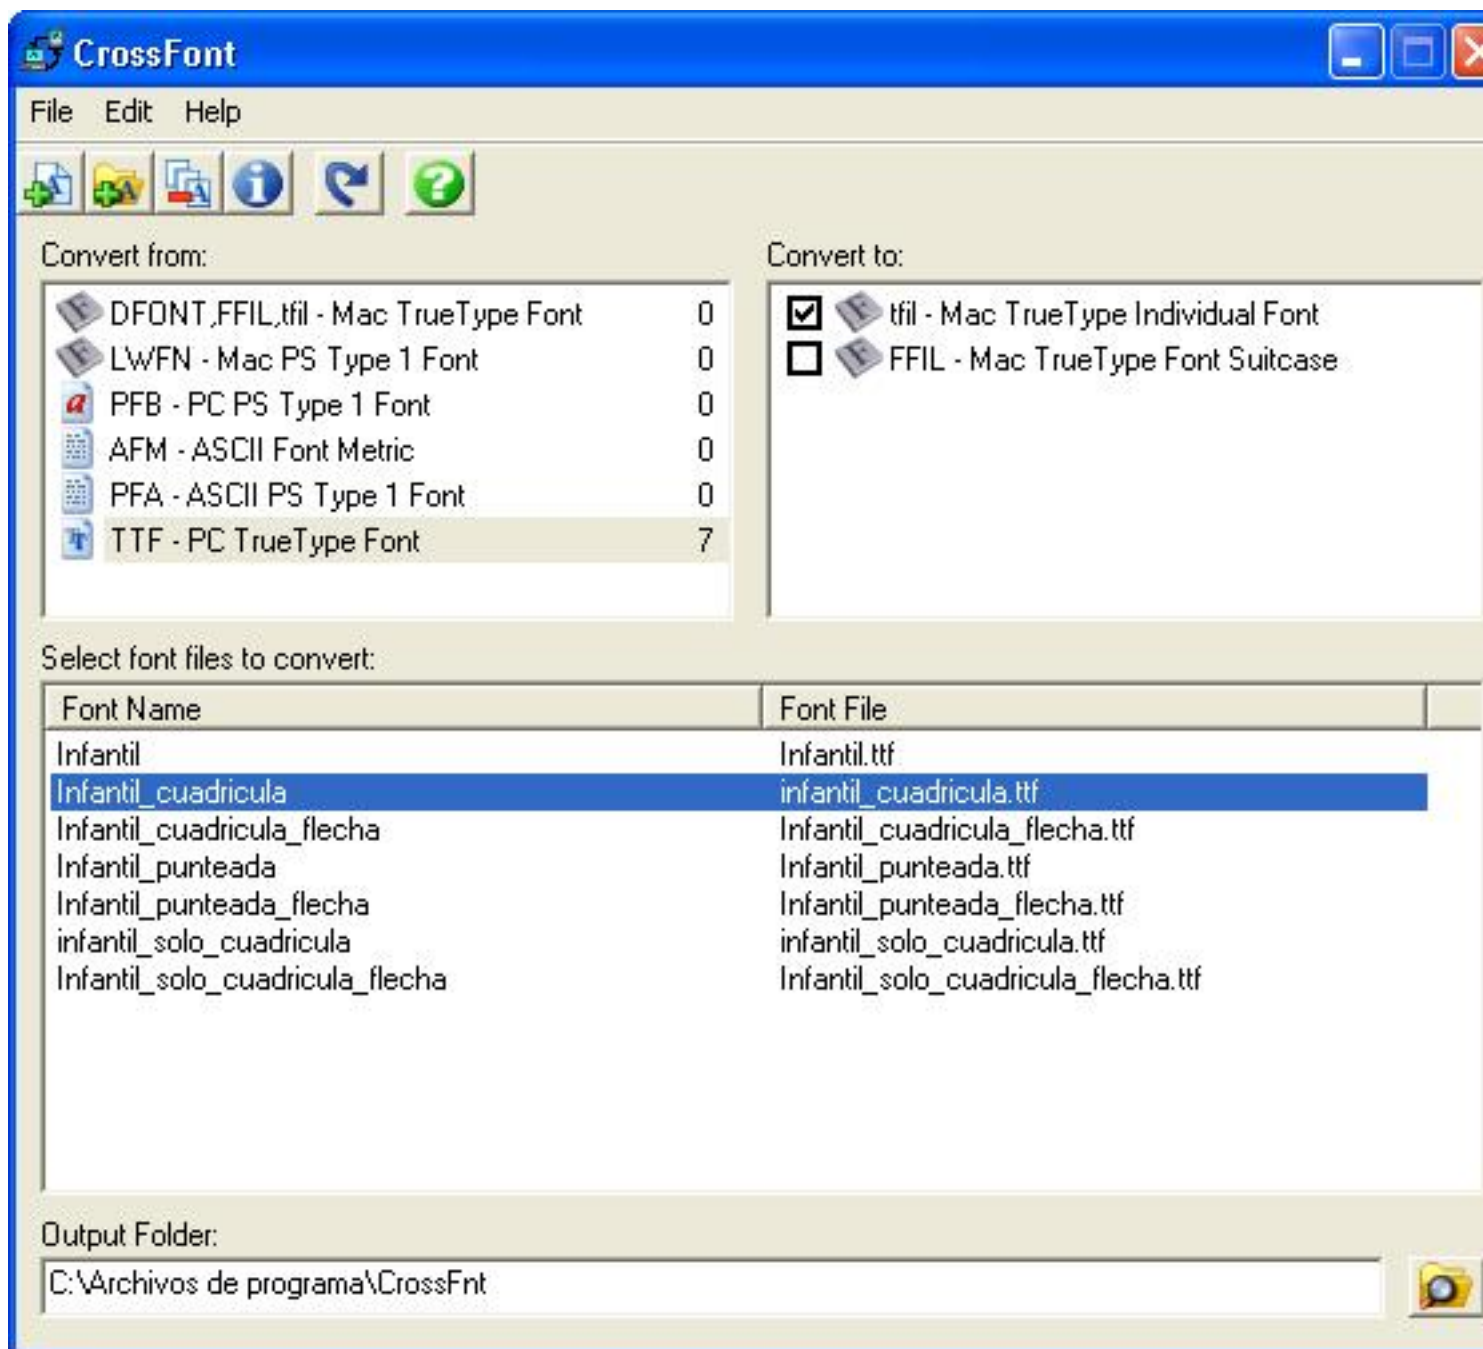 CrossFont
File Edit Help
Convert from:
DFONT,FFIL,tfil - Mac TrueType Font 0
LWFN - Mac PS Type 1 Font 0
PFB - PC PS Type 1 Font 0
AFM - ASCII Font Metric 0
PFA - ASCII PS Type 1 Font 0
TTF - PC TrueType Font 7
Convert to:
tfil - Mac TrueType Individual Font
FFIL - Mac TrueType Font Suitcase
Select font files to convert:
Font Name Font File
Infantil Infantil.ttf
Infantil_cuadricula infantil_cuadricula.ttf
Infantil_cuadricula_flecha Infantil_cuadricula_flecha.ttf
Infantil_punteada Infantil_punteada.ttf
Infantil_punteada_flecha Infantil_punteada_flecha.ttf
infantil_solo_cuadricula infantil_solo_cuadricula.ttf
Infantil_solo_cuadricula_flecha Infantil_solo_cuadricula_flecha.ttf
Output Folder:
C:\Archivos de programa\CrossFnt